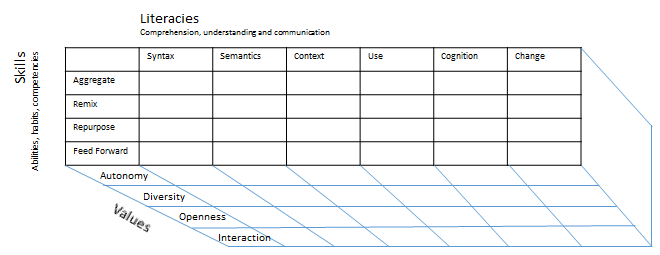 Literacies
Comprehension, understanding and communication
Skills
Abilities, habits, competencies
Syntax
Semantics
Context
Use
Cognition
Change
Aggregate
Remix
Repurpose
Feed Forward
Autonomy
Diversity
Openness
Interaction
Values